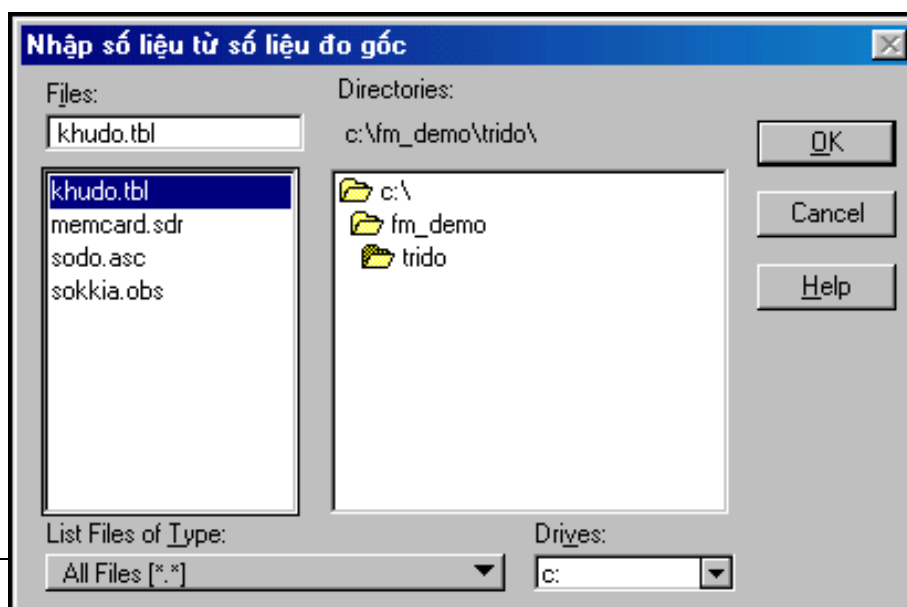 Nhập số liệu từ số liệu đo gốc
Files:
khudo.tbl
khudo.tbl
memcard.sdr
sodo.asc
sokkia.obs
Directories:
c:\fm_demo\trido\
c:\
fm_demo
trido
OK
Cancel
Help
List Files of Type:
All Files [*.*]
Drives:
c: